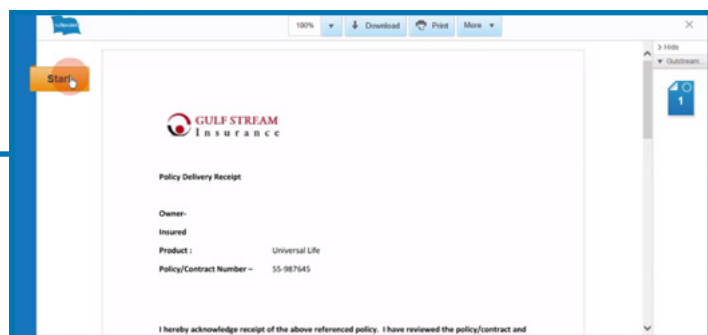 100% Download Print More
Hide
Gulstream...
Start
1
GULF STREAM
Insurance
Policy Delivery Receipt
Owner-
Insured
Product : Universal Life
Policy/Contract Number – 55-987645
I hereby acknowledge receipt of the above referenced policy. I have reviewed the policy/contract and